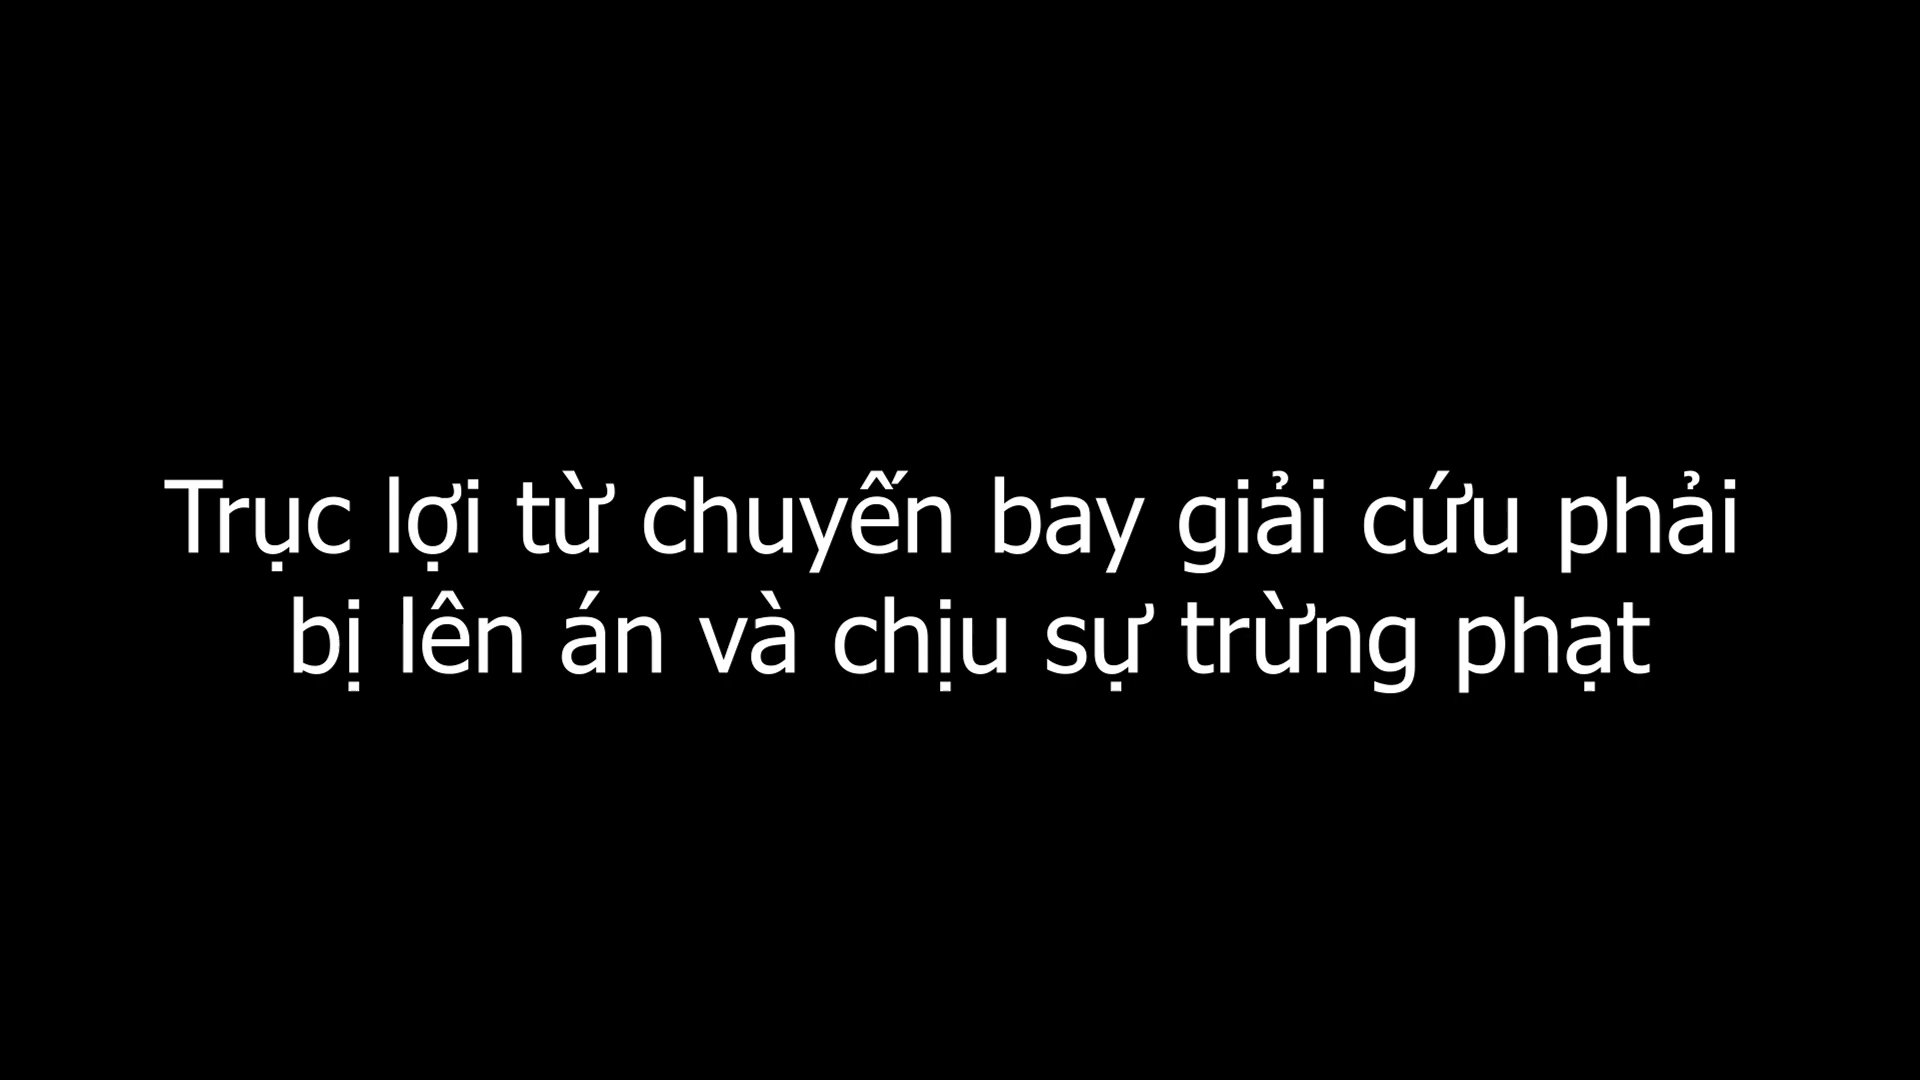 Trục lợi từ chuyến bay giải cứu phải
bị lên án và chịu sự trừng phạt